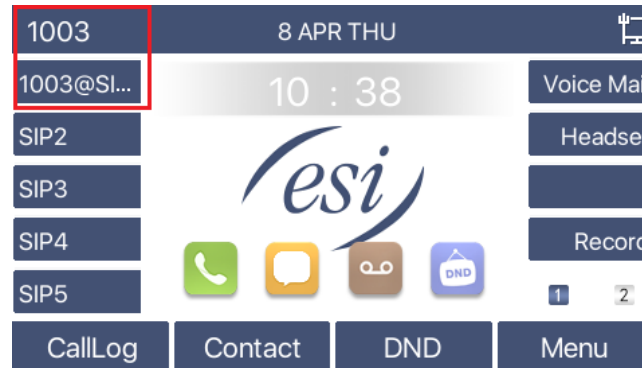 1003 8 APR THU
1003@SI... 10 : 38 Voice Mai
SIP2 Headse
SIP3 esi
SIP4 DND Record
SIP5 1 2
CallLog Contact DND Menu